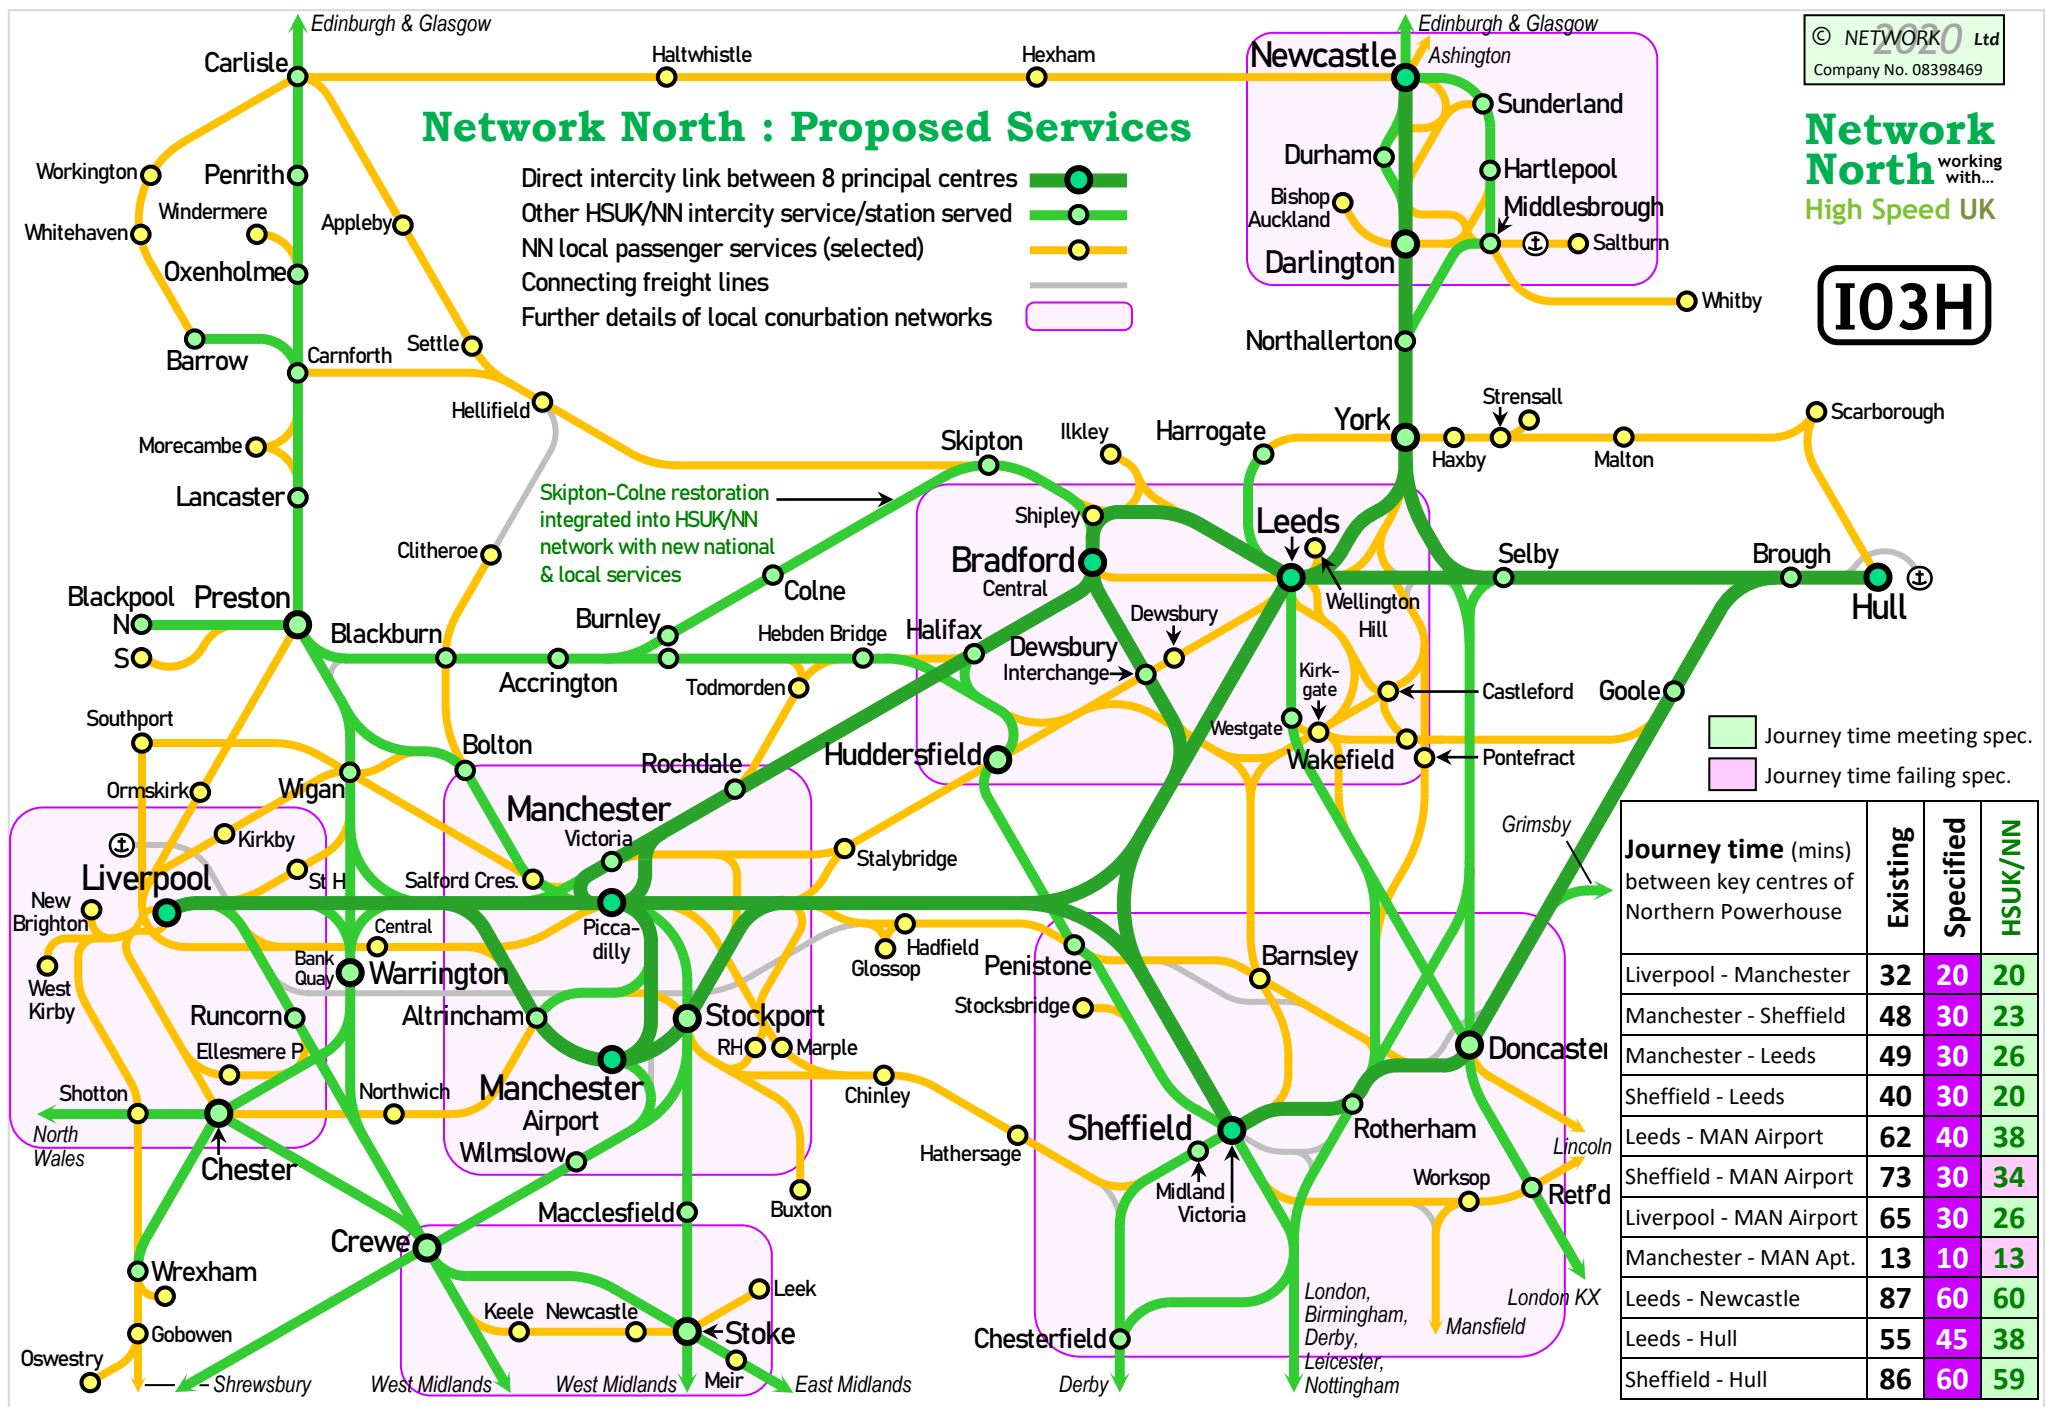 Edinburgh & Glasgow
Carlisle
Haltwhistle
Hexham
Newcastle
Edinburgh & Glasgow
Ashington
© NETWORK 2020 Ltd
Company No. 08398469
Network North : Proposed Services
Direct intercity link between 8 principal centres
Other HSUK/NN intercity service/station served
NN local passenger services (selected)
Connecting freight lines
Further details of local conurbation networks
Network
North working
with...
High Speed UK
I03H
Sunderland
Durham
Hartlepool
Bishop
Auckland
Middlesbrough
Saltburn
Darlington
Whitby
Northallerton
Workington
Penrith
Windermere
Whitehaven
Appleby
Oxenholme
Barrow
Carnforth
Settle
Hellifield
Morecambe
Lancaster
Clitheroe
Skipton
Ilkley
Harrogate
York
Strensall
Haxby
Malton
Scarborough
Skipton-Colne restoration
integrated into HSUK/NN
network with new national
& local services
Shipley
Leeds
Bradford
Central
Selby
Brough
Hull
Wellington
Hill
Colne
Blackpool
N
S
Preston
Blackburn
Burnley
Accrington
Hebden Bridge
Todmorden
Halifax
Dewsbury
Dewsbury
Interchange
Kirk-
gate
Castleford
Goole
Westgate
Wakefield
Pontefract
Huddersfield
Southport
Ormskirk
Wigan
Bolton
Rochdale
Manchester
Victoria
Kirkby
St H
Salford Cres.
Stalybridge
Liverpool
New
Brighton
West
Kirby
Central
Bank
Quay
Warrington
Picca-
dilly
Hadfield
Glossop
Penistone
Barnsley
Stocksbridge
Grimsby
Runcorn
Altrincham
Stockport
RH
Marple
Doncaster
Ellesmere P
Shotton
Northwich
Manchester
Airport
Chinley
North
Wales
Chester
Wilmslow
Hathersage
Sheffield
Rotherham
Midland
Victoria
Worksop
Lincoln
Retf'd
Buxton
Macclesfield
Crewe
Wrexham
Gobowen
Oswestry
Shrewsbury
Keele
Newcastle
Leek
Stoke
Meir
West Midlands
West Midlands
East Midlands
Chesterfield
Derby
London,
Birmingham,
Derby,
Leicester,
Nottingham
Mansfield
London KX
Journey time meeting spec.
Journey time failing spec.
Journey time (mins)
between key centres of
Northern Powerhouse
Existing
Specified
HSUK/NN
Liverpool - Manchester 32 20 20
Manchester - Sheffield 48 30 23
Manchester - Leeds 49 30 26
Sheffield - Leeds 40 30 20
Leeds - MAN Airport 62 40 38
Sheffield - MAN Airport 73 30 34
Liverpool - MAN Airport 65 30 26
Manchester - MAN Apt. 13 10 13
Leeds - Newcastle 87 60 60
Leeds - Hull 55 45 38
Sheffield - Hull 86 60 59